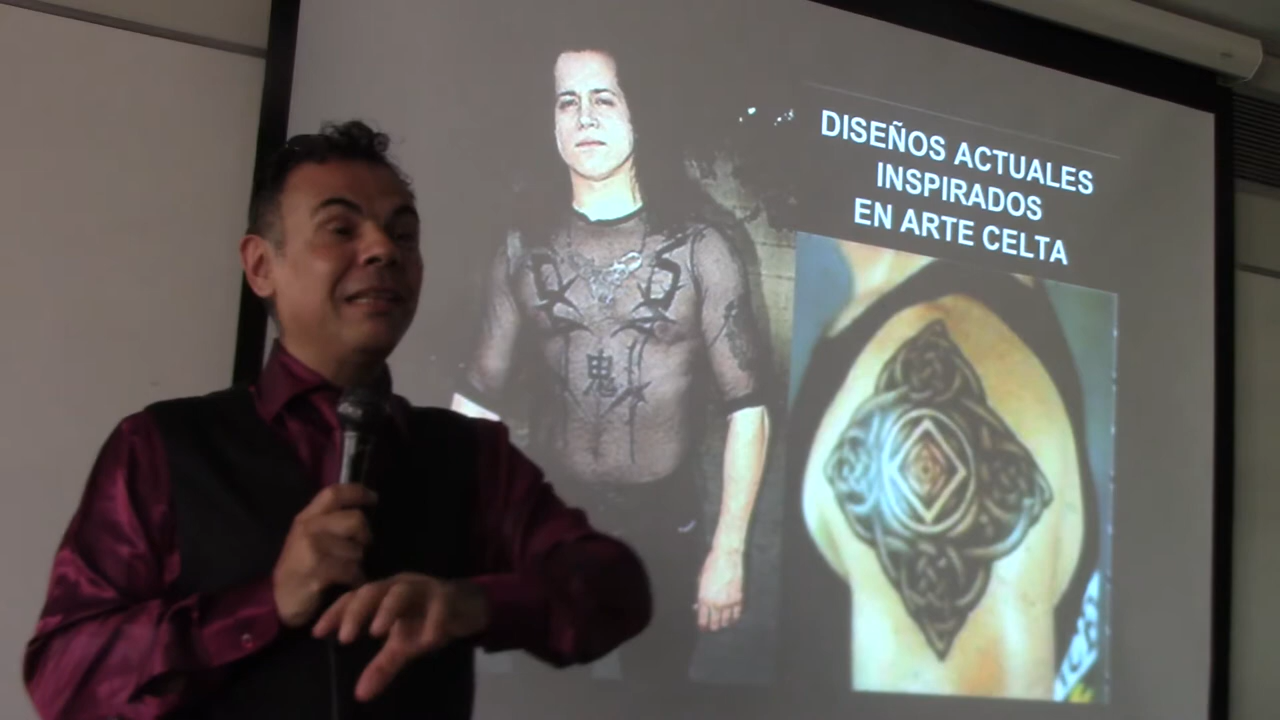 DISEÑOS ACTUALES
INSPIRADOS
EN ARTE CELTA
鬼